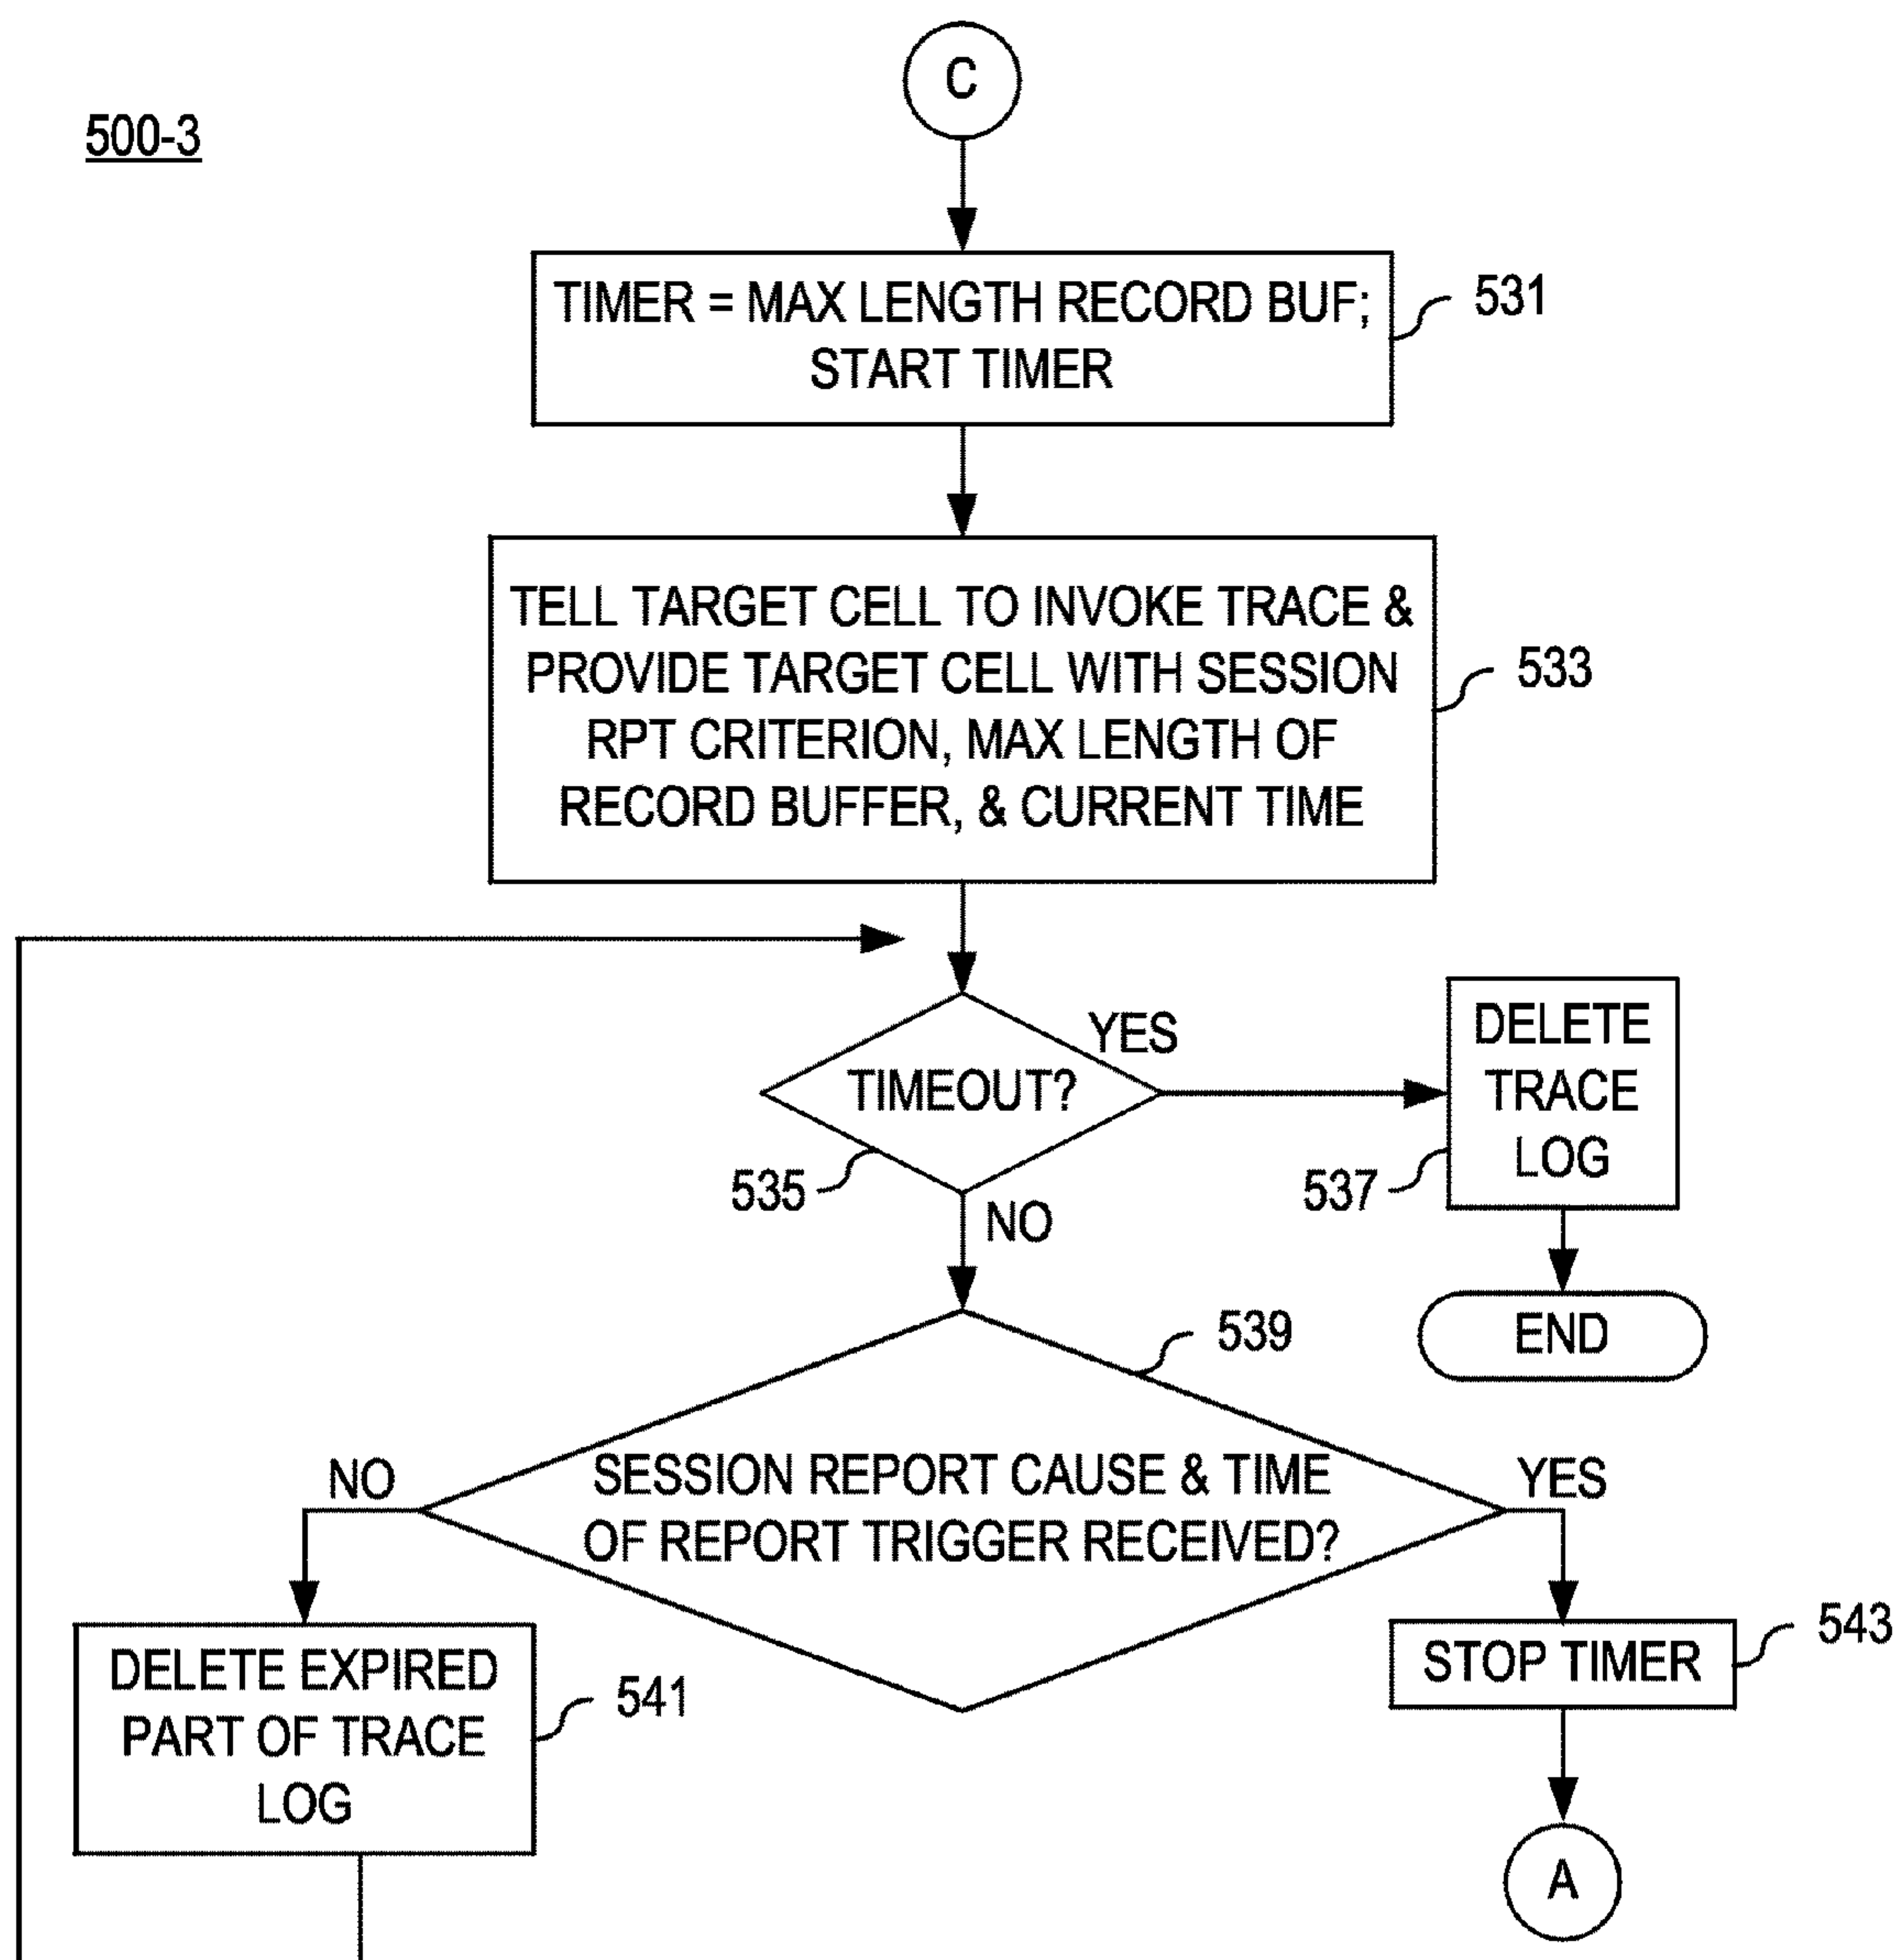 C
500-3
TIMER = MAX LENGTH RECORD BUF;
START TIMER
531
TELL TARGET CELL TO INVOKE TRACE &
PROVIDE TARGET CELL WITH SESSION
RPT CRITERION, MAX LENGTH OF
RECORD BUFFER, & CURRENT TIME
533
TIMEOUT?
535
YES
NO
DELETE
TRACE
LOG
537
END
539
SESSION REPORT CAUSE & TIME
OF REPORT TRIGGER RECEIVED?
NO
YES
DELETE EXPIRED
PART OF TRACE
LOG
541
STOP TIMER
543
A